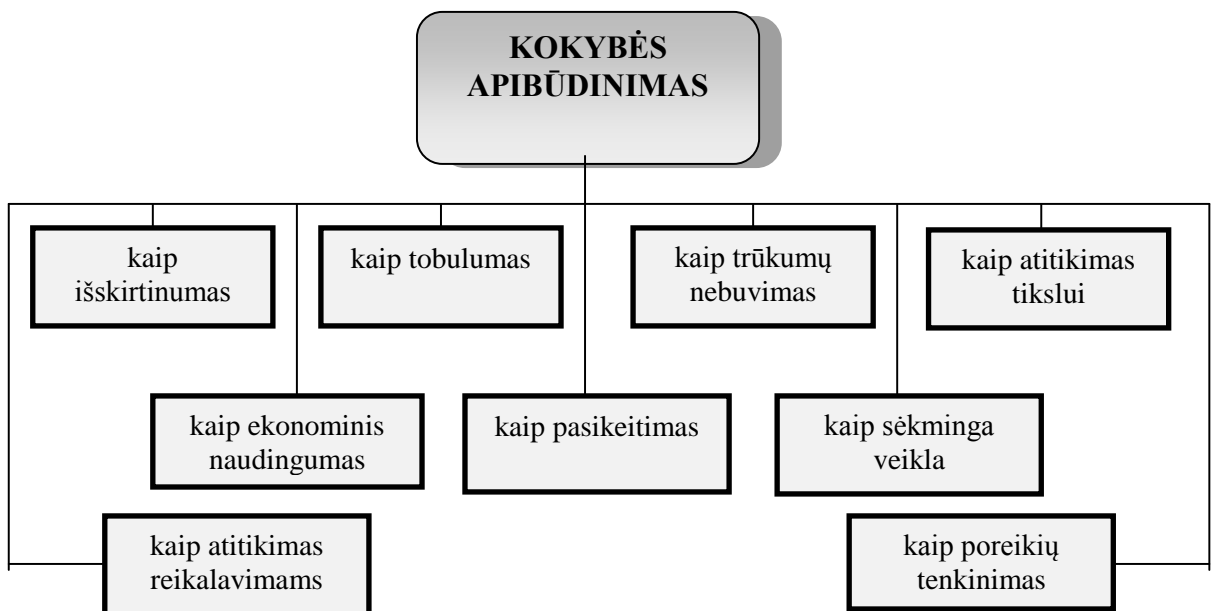 KOKYBĖS
APIBŪDINIMAS
kaip
išskirtinumas
kaip tobulumas
kaip trūkumų
nebuvimas
kaip atitikimas
tikslui
kaip ekonominis
naudingumas
kaip pasikeitimas
kaip sėkminga
veikla
kaip atitikimas
reikalavimams
kaip poreikių
tenkinimas